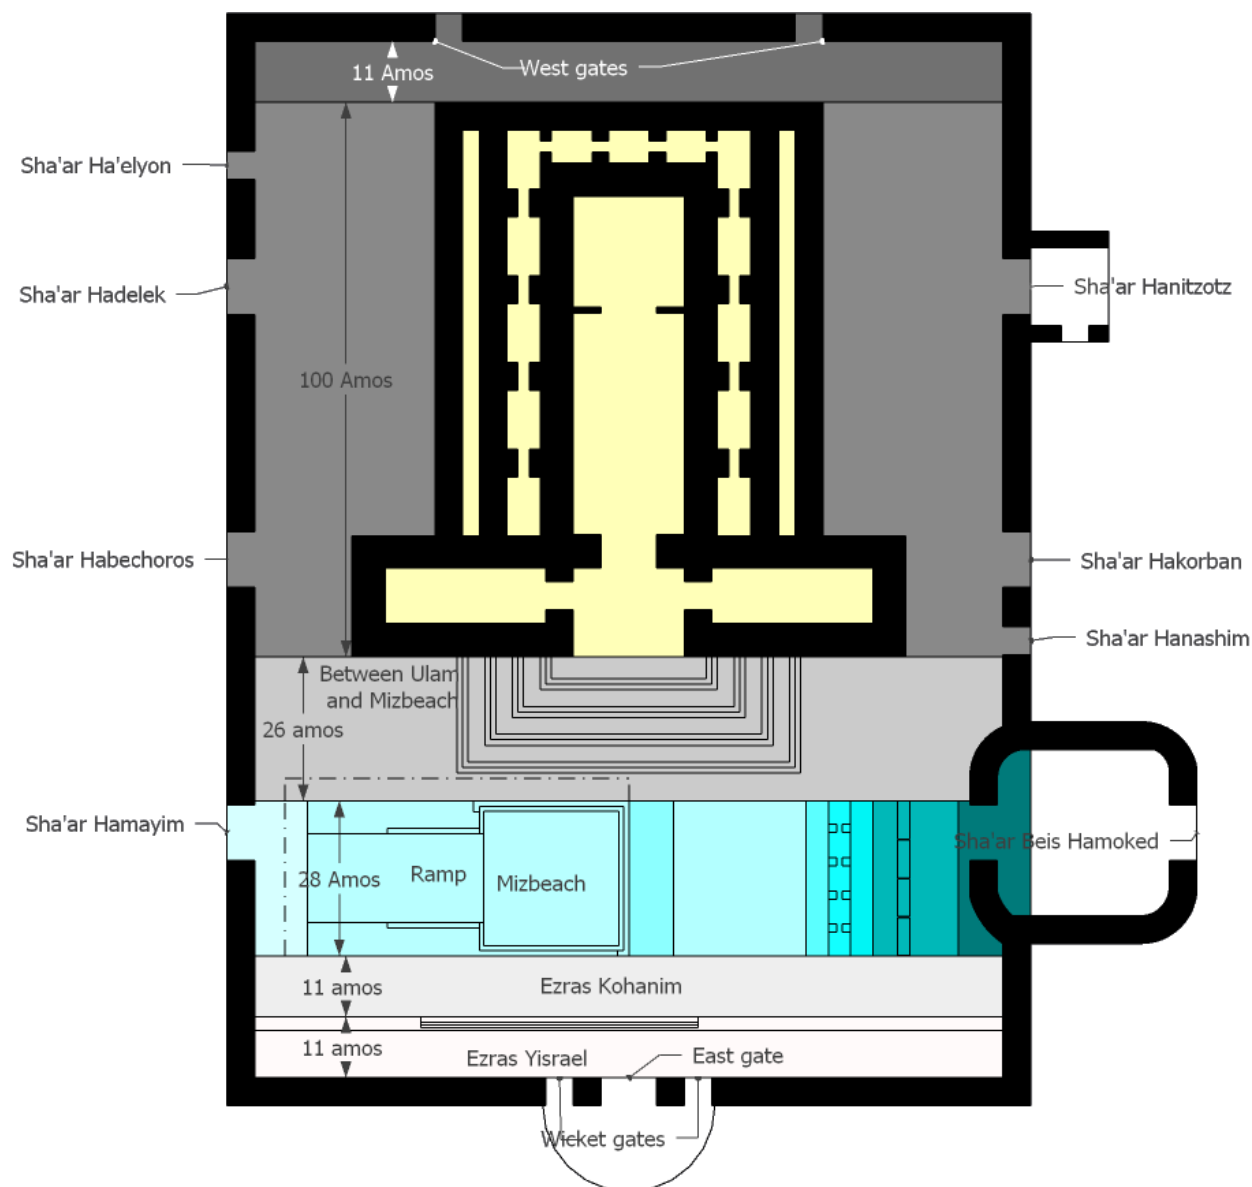 West gates
11 Amos
Sha'ar Ha'elyon
Sha'ar Hadelek
Sha'ar Hanitzotz
100 Amos
Sha'ar Habechoros
Sha'ar Hakorban
Sha'ar Hanashim
Between Ulam
and Mizbeach
26 amos
Sha'ar Hamayim
Sha'ar Beis Hamoked
28 Amos
Ramp
Mizbeach
11 amos
Ezras Kohanim
11 amos
Ezras Yisrael
East gate
Wicket gates